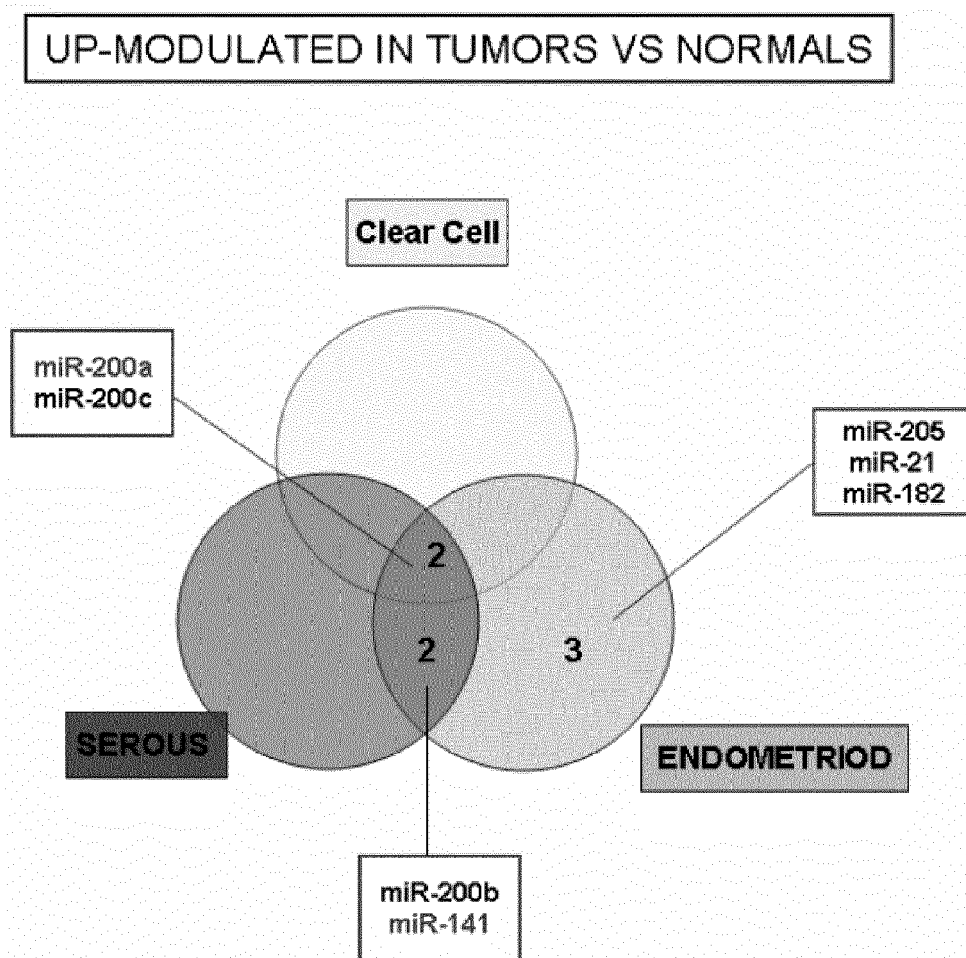 UP-MODULATED IN TUMORS VS NORMALS
Clear Cell
miR-200a
miR-200c
miR-205
miR-21
miR-182
2
2
3
SEROUS
ENDOMETRIOD
miR-200b
miR-141